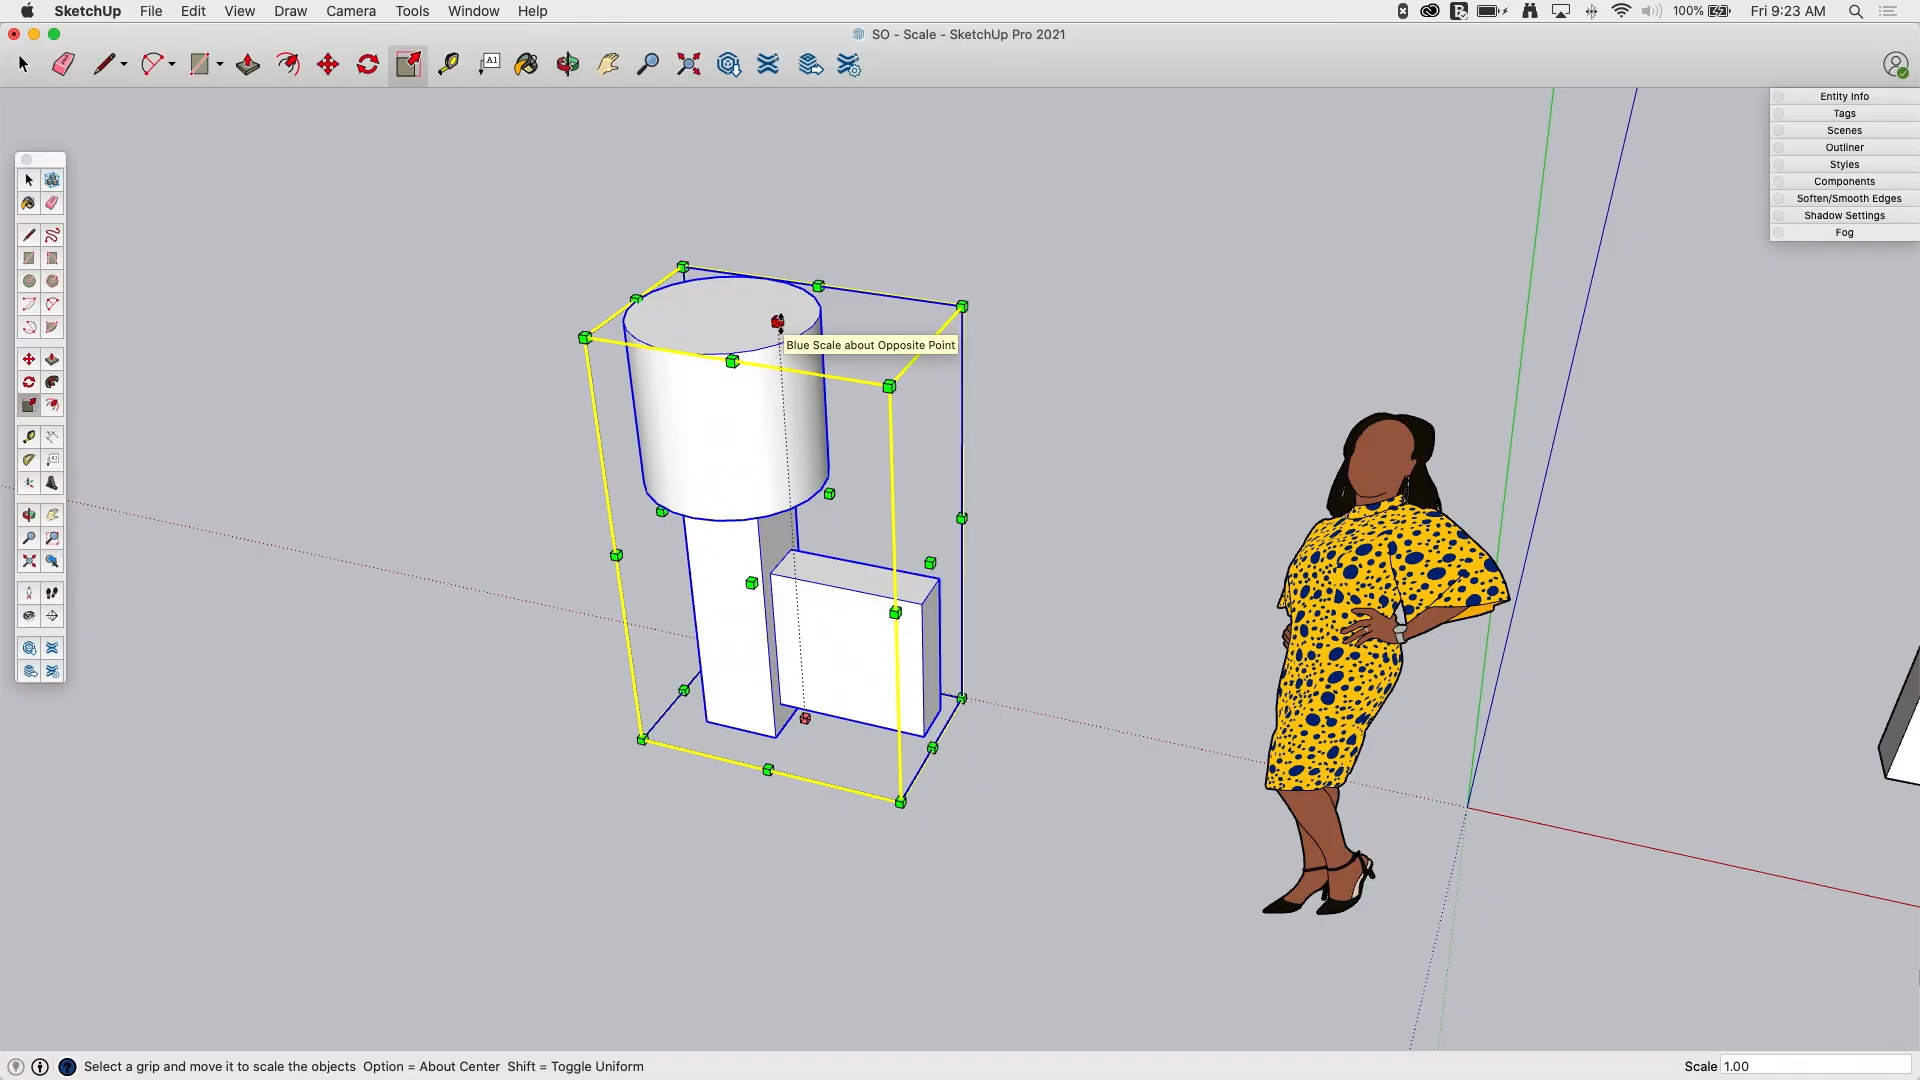 SketchUp File Edit View Draw Camera Tools Window Help 100% Fri 9:23 AM
SO - Scale - SketchUp Pro 2021
A1
Entity Info
Tags
Scenes
Outliner
Styles
Components
Soften/Smooth Edges
Shadow Settings
Fog
Blue Scale about Opposite Point
Select a grip and move it to scale the objects Option = About Center Shift = Toggle Uniform Scale 1.00